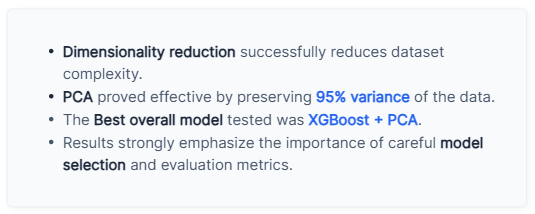 • Dimensionality reduction successfully reduces dataset
complexity.
• PCA proved effective by preserving 95% variance of the data.
• The Best overall model tested was XGBoost + PCA.
• Results strongly emphasize the importance of careful model
selection and evaluation metrics.